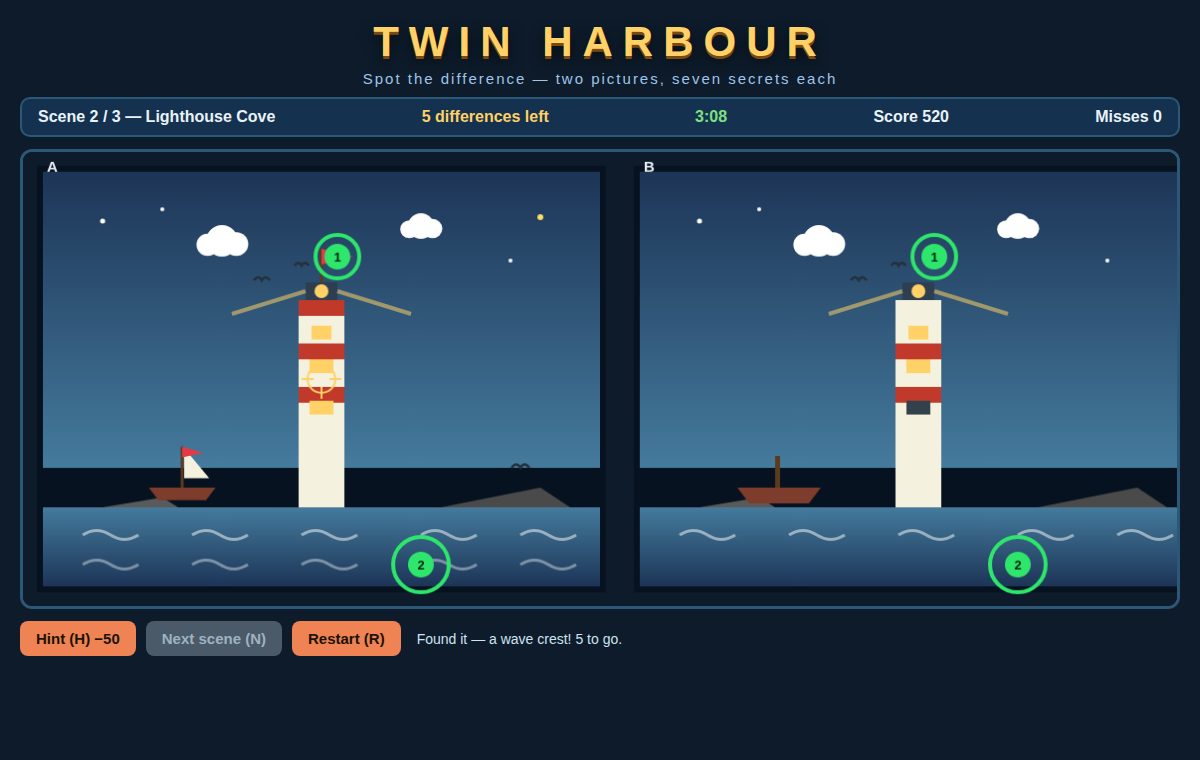 TWIN HARBOUR
Spot the difference — two pictures, seven secrets each
Scene 2 / 3 — Lighthouse Cove 5 differences left 3:08 Score 520 Misses 0
A B
1 1
2 2
Hint (H) −50 Next scene (N) Restart (R) Found it — a wave crest! 5 to go.